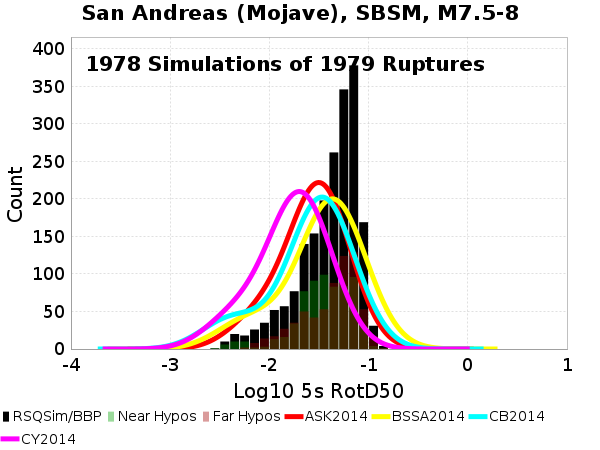 San Andreas (Mojave), SBSM, M7.5-8
1978 Simulations of 1979 Ruptures
400
350
300
250
200
150
100
50
0
Count
-4 -3 -2 -1 0 1
Log10 5s RotD50
RSQSim/BBP Near Hypos Far Hypos ASK2014 BSSA2014 CB2014
CY2014